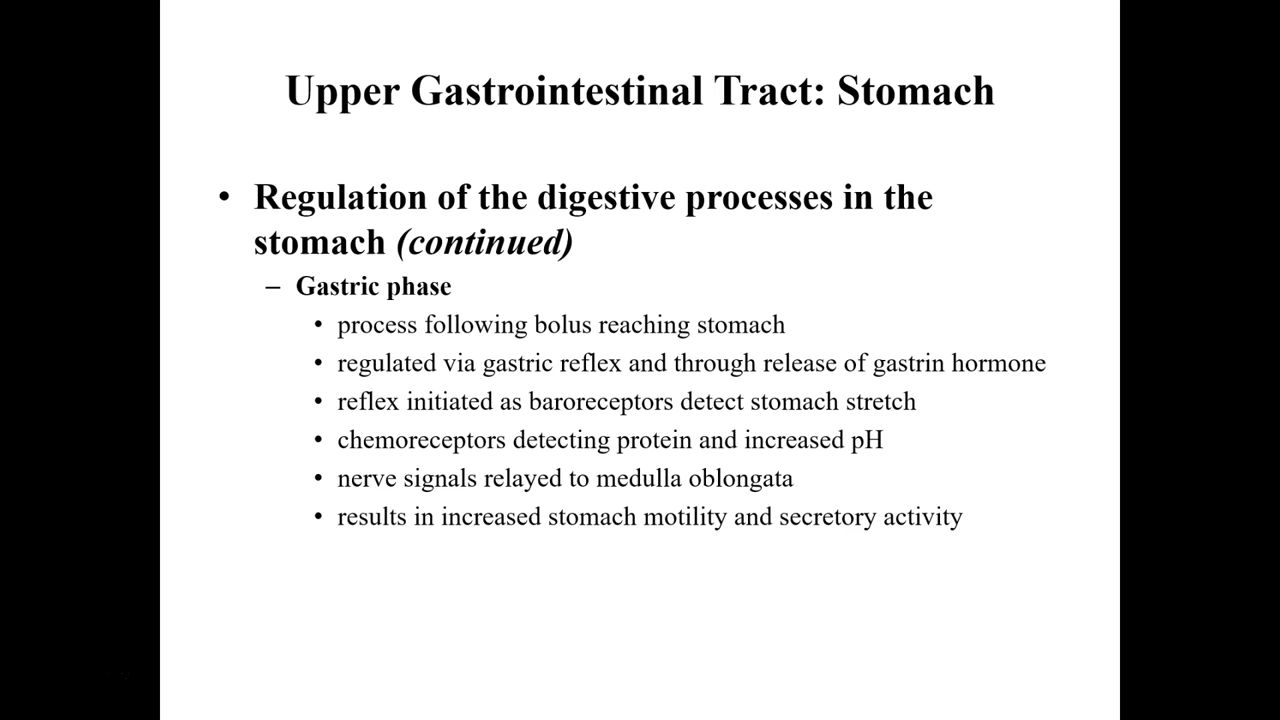 Upper Gastrointestinal Tract: Stomach
• Regulation of the digestive processes in the
stomach (continued)
– Gastric phase
• process following bolus reaching stomach
• regulated via gastric reflex and through release of gastrin hormone
• reflex initiated as baroreceptors detect stomach stretch
• chemoreceptors detecting protein and increased pH
• nerve signals relayed to medulla oblongata
• results in increased stomach motility and secretory activity